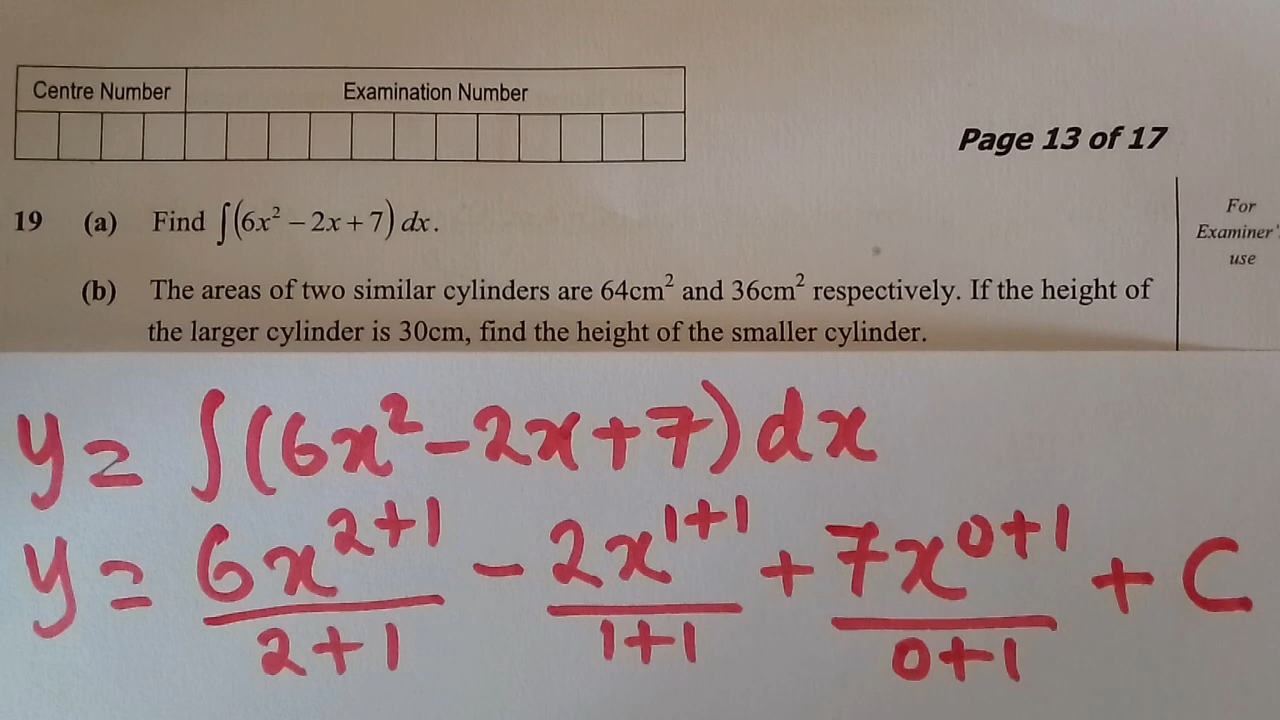 Centre Number Examination Number
Page 13 of 17
For
Examiner'
use
19 (a) Find ∫(6x² – 2x + 7) dx.
(b) The areas of two similar cylinders are 64cm² and 36cm² respectively. If the height of
the larger cylinder is 30cm, find the height of the smaller cylinder.
y = ∫(6x² - 2x + 7) dx
y = 6x^(2+1)/(2+1) - 2x^(1+1)/(1+1) + 7x^(0+1)/(0+1) + C